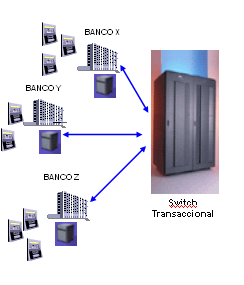 BANCO X
BANCO Y
BANCO Z
Switch
Transaccional